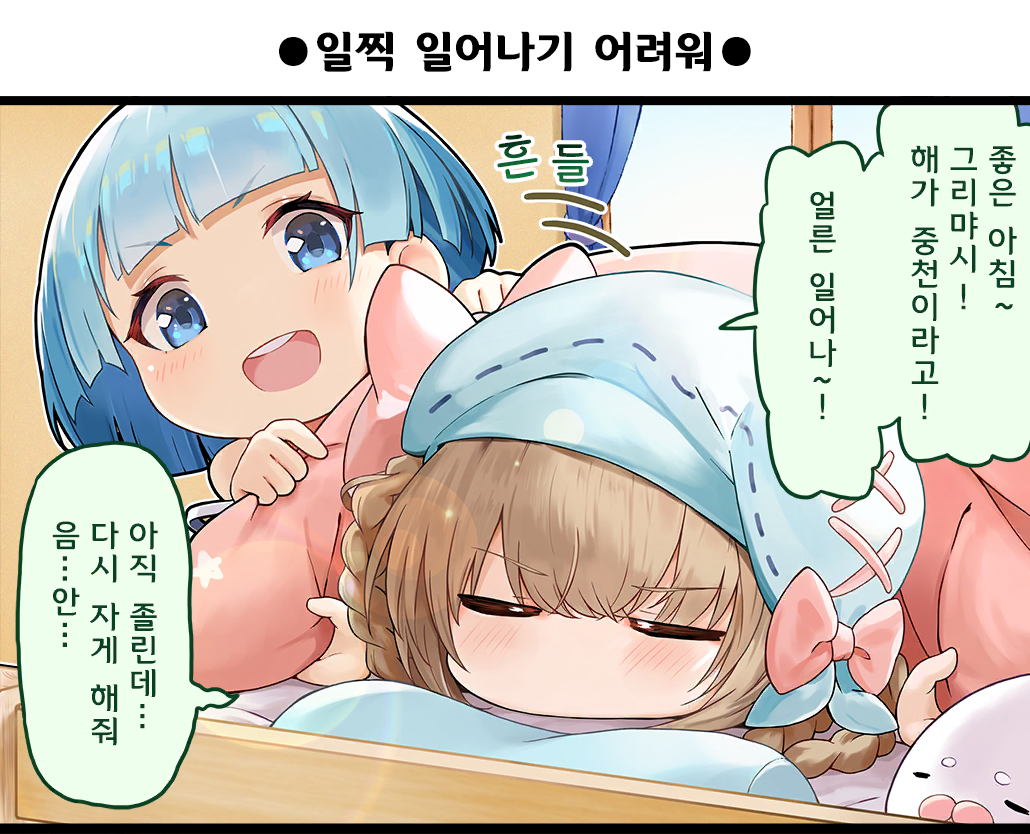 ●일찍 일어나기 어려워●
좋은 아침~
그리먀시!
해가 중천이라고!
얼른 일어나~!
흔들
아직 졸린데…
다시 자게 해줘
음…안…